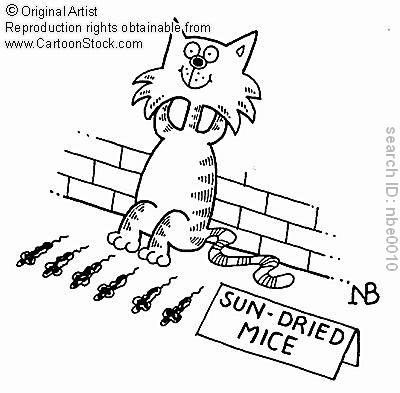 © Original Artist
Reproduction rights obtainable from
www.CartoonStock.com
search ID: nbe0010
NB
SUN-DRIED
MICE